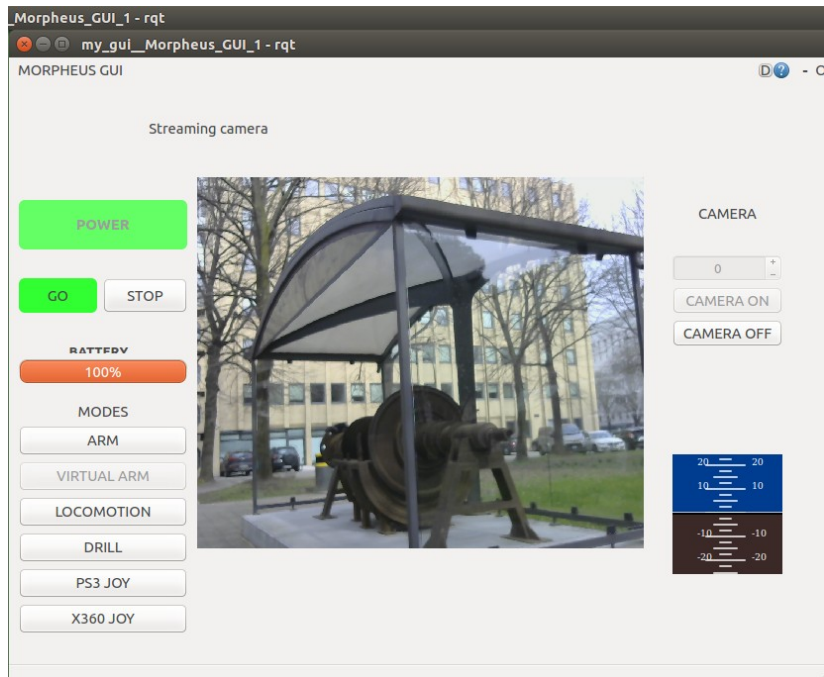 _Morpheus_GUI_1 - rqt
my_gui__Morpheus_GUI_1 - rqt
MORPHEUS GUI
D ? - O
Streaming camera
POWER
GO STOP
BATTERY
100%
MODES
ARM
VIRTUAL ARM
LOCOMOTION
DRILL
PS3 JOY
X360 JOY
CAMERA
0 + -
CAMERA ON
CAMERA OFF
20 20
10 10
-10 -10
-20 -20